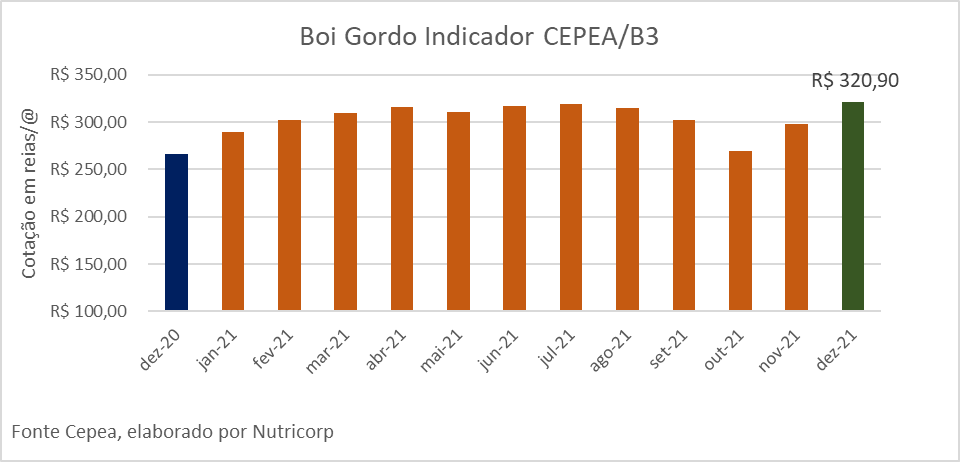 Boi Gordo Indicador CEPEA/B3
Cotação em reias/@
R$ 350,00
R$ 300,00
R$ 250,00
R$ 200,00
R$ 150,00
R$ 100,00
R$ 320,90
dez-20
jan-21
fev-21
mar-21
abr-21
mai-21
jun-21
jul-21
ago-21
set-21
out-21
nov-21
dez-21
Fonte Cepea, elaborado por Nutricorp